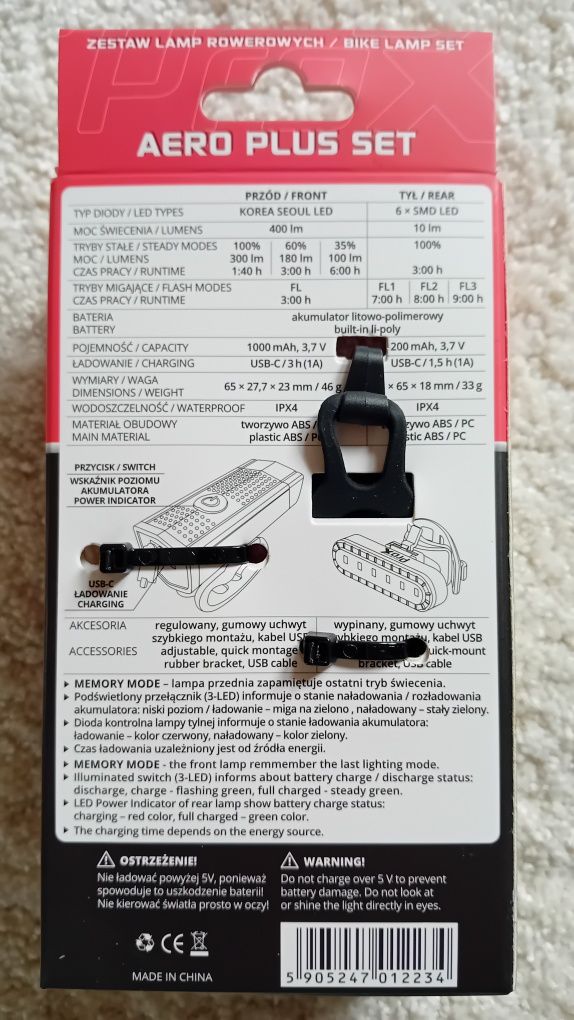 ZESTAW LAMP ROWEROWYCH / BIKE LAMP SET
ProX
AERO PLUS SET
PRZÓD / FRONT TYŁ / REAR
TYP DIODY / LED TYPES KOREA SEOUL LED 6 × SMD LED
MOC ŚWIECENIA / LUMENS 400 lm 10 lm
TRYBY STAŁE / STEADY MODES 100% 60% 35% 100%
MOC / LUMENS 300 lm 180 lm 100 lm
CZAS PRACY / RUNTIME 1:40 h 3:00 h 6:00 h 3:00 h
TRYBY MIGAJĄCE / FLASH MODES FL FL1 FL2 FL3
CZAS PRACY / RUNTIME 3:00 h 7:00 h 8:00 h 9:00 h
BATERIA akumulator litowo-polimerowy
BATTERY built-in li-poly
POJEMNOŚĆ / CAPACITY 1000 mAh, 3,7 V 200 mAh, 3,7 V
ŁADOWANIE / CHARGING USB-C / 3 h (1A) USB-C / 1,5 h (1A)
WYMIARY / WAGA
DIMENSIONS / WEIGHT 65 × 27,7 × 23 mm / 46 g × 65 × 18 mm / 33 g
WODOSZCZELNOŚĆ / WATERPROOF IPX4 IPX4
MATERIAŁ OBUDOWY tworzywo ABS / ABS / PC
MAIN MATERIAL plastic ABS / ABS / PC
PRZYCISK / SWITCH
WSKAŹNIK POZIOMU
AKUMULATORA
POWER INDICATOR
USB-C
ŁADOWANIE
CHARGING
AKCESORIA regulowany, gumowy uchwyt wypinany, gumowy uchwyt
szybkiego montażu, kabel USB szybkiego montażu, kabel USB
ACCESSORIES adjustable, quick montage quick-mount
rubber bracket, USB cable bracket, USB cable
▸ MEMORY MODE – lampa przednia zapamiętuje ostatni tryb świecenia.
▸ Podświetlony przełącznik (3-LED) informuje o stanie naładowania / rozładowania
akumulatora: niski poziom / ładowanie – miga na zielono , naładowany – stały zielony.
▸ Dioda kontrolna lampy tylnej informuje o stanie ładowania akumulatora:
ładowanie – kolor czerwony, naładowany – kolor zielony.
▸ Czas ładowania uzależniony jest od źródła energii.
▸ MEMORY MODE - the front lamp remmember the last lighting mode.
▸ Illuminated switch (3-LED) informs about battery charge / discharge status:
discharge, charge - flashing green, full charged - steady green.
▸ LED Power Indicator of rear lamp show battery charge status:
charging – red color, full charged – green color.
▸ The charging time depends on the energy source.
OSTRZEŻENIE!
Nie ładować powyżej 5V, ponieważ
spowoduje to uszkodzenie baterii!
Nie kierować światła prosto w oczy!
WARNING!
Do not charge over 5 V to prevent
battery damage. Do not look at
or shine the light directly in eyes.
CE
MADE IN CHINA
5 905247 012234